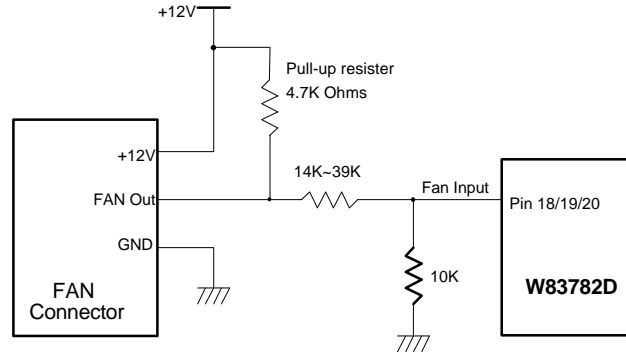 +12V
Pull-up resister
4.7K Ohms
+12V
14K~39K
Fan Input
FAN Out
Pin 18/19/20
GND
10K
W83782D
FAN
Connector